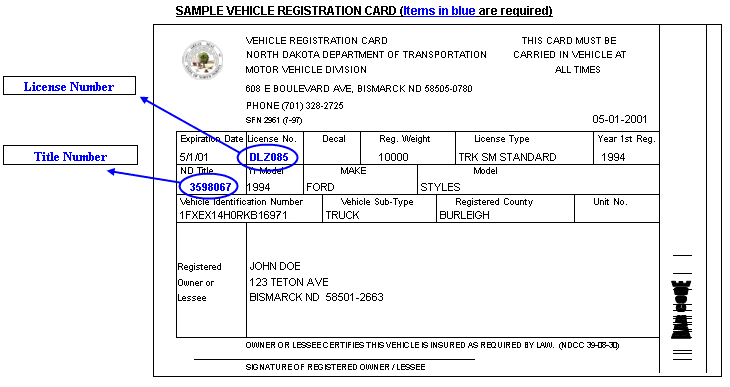 SAMPLE VEHICLE REGISTRATION CARD (Items in blue are required)
VEHICLE REGISTRATION CARD
NORTH DAKOTA DEPARTMENT OF TRANSPORTATION
MOTOR VEHICLE DIVISION
THIS CARD MUST BE
CARRIED IN VEHICLE AT
ALL TIMES
608 E BOULEVARD AVE, BISMARCK ND 58505-0780
PHONE (701) 328-2725
SFN 2961 (7-97)
05-01-2001
License Number
Title Number
Expiration Date License No. Decal Reg. Weight License Type Year 1st Reg.
5/1/01 DLZ085 10000 TRK SM STANDARD 1994
ND Title Yr Model MAKE Model
3598067 1994 FORD STYLES
Vehicle Identification Number Vehicle Sub-Type Registered County Unit No.
1FXEX14H0RKB16971 TRUCK BURLEIGH
Registered
Owner or
Lessee
JOHN DOE
123 TETON AVE
BISMARCK ND 58501-2663
OWNER OR LESSEE CERTIFIES THIS VEHICLE IS INSURED AS REQUIRED BY LAW. (NDCC 39-08-30)
SIGNATURE OF REGISTERED OWNER / LESSEE